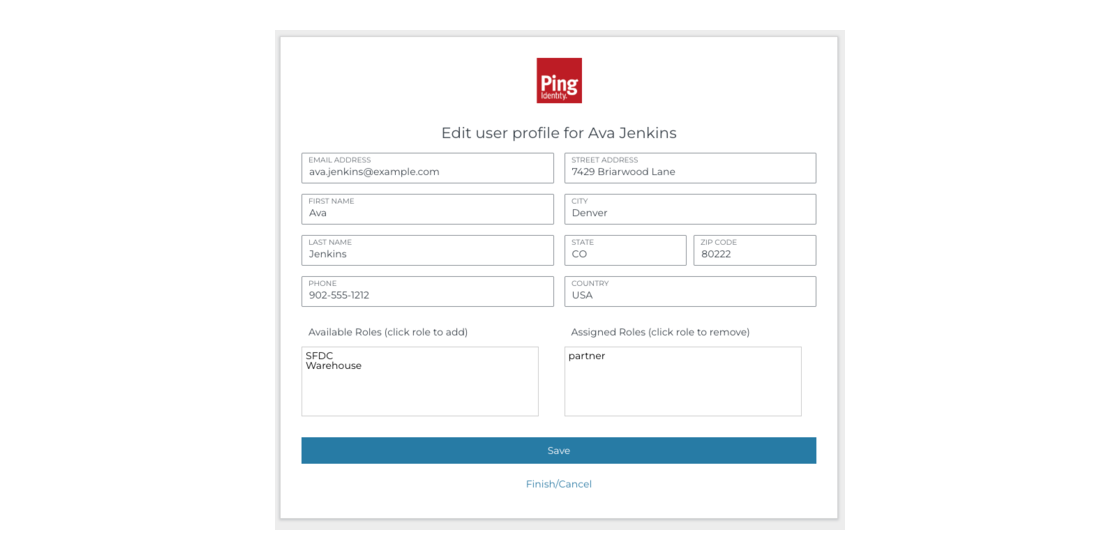 Ping
Identity.
Edit user profile for Ava Jenkins
EMAIL ADDRESS
ava.jenkins@example.com
STREET ADDRESS
7429 Briarwood Lane
FIRST NAME
Ava
CITY
Denver
LAST NAME
Jenkins
STATE
CO
ZIP CODE
80222
PHONE
902-555-1212
COUNTRY
USA
Available Roles (click role to add)
SFDC
Warehouse
Assigned Roles (click role to remove)
partner
Save
Finish/Cancel